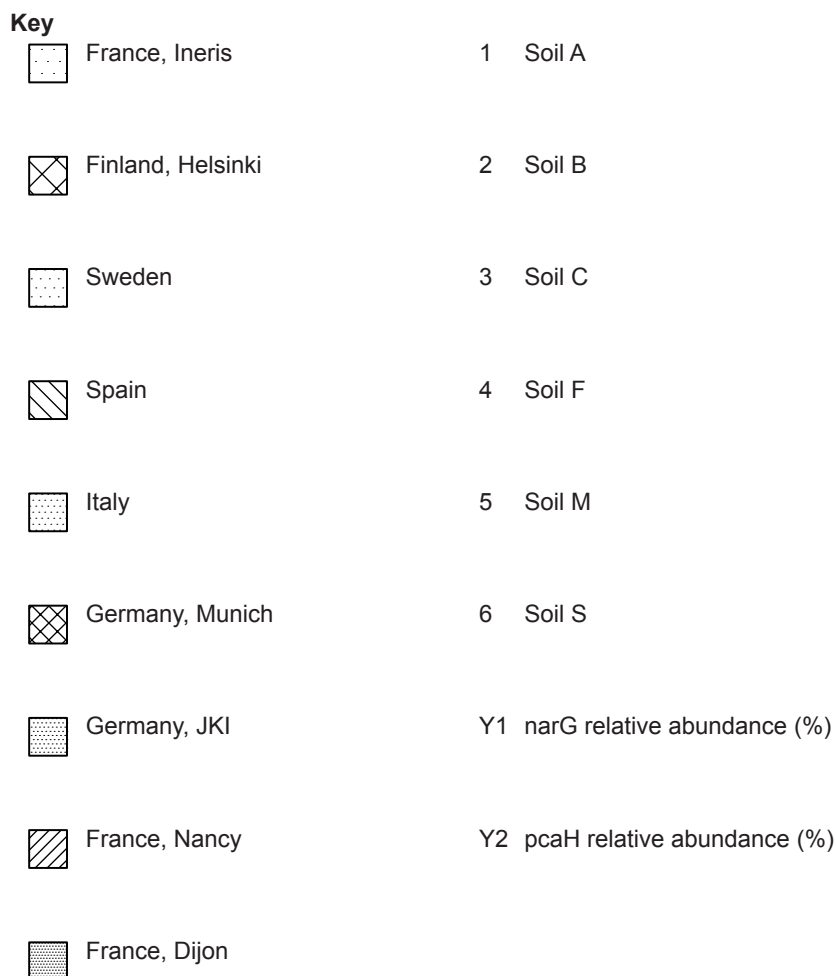 Key
France, Ineris 1 Soil A
Finland, Helsinki 2 Soil B
Sweden 3 Soil C
Spain 4 Soil F
Italy 5 Soil M
Germany, Munich 6 Soil S
Germany, JKI Y1 narG relative abundance (%)
France, Nancy Y2 pcaH relative abundance (%)
France, Dijon